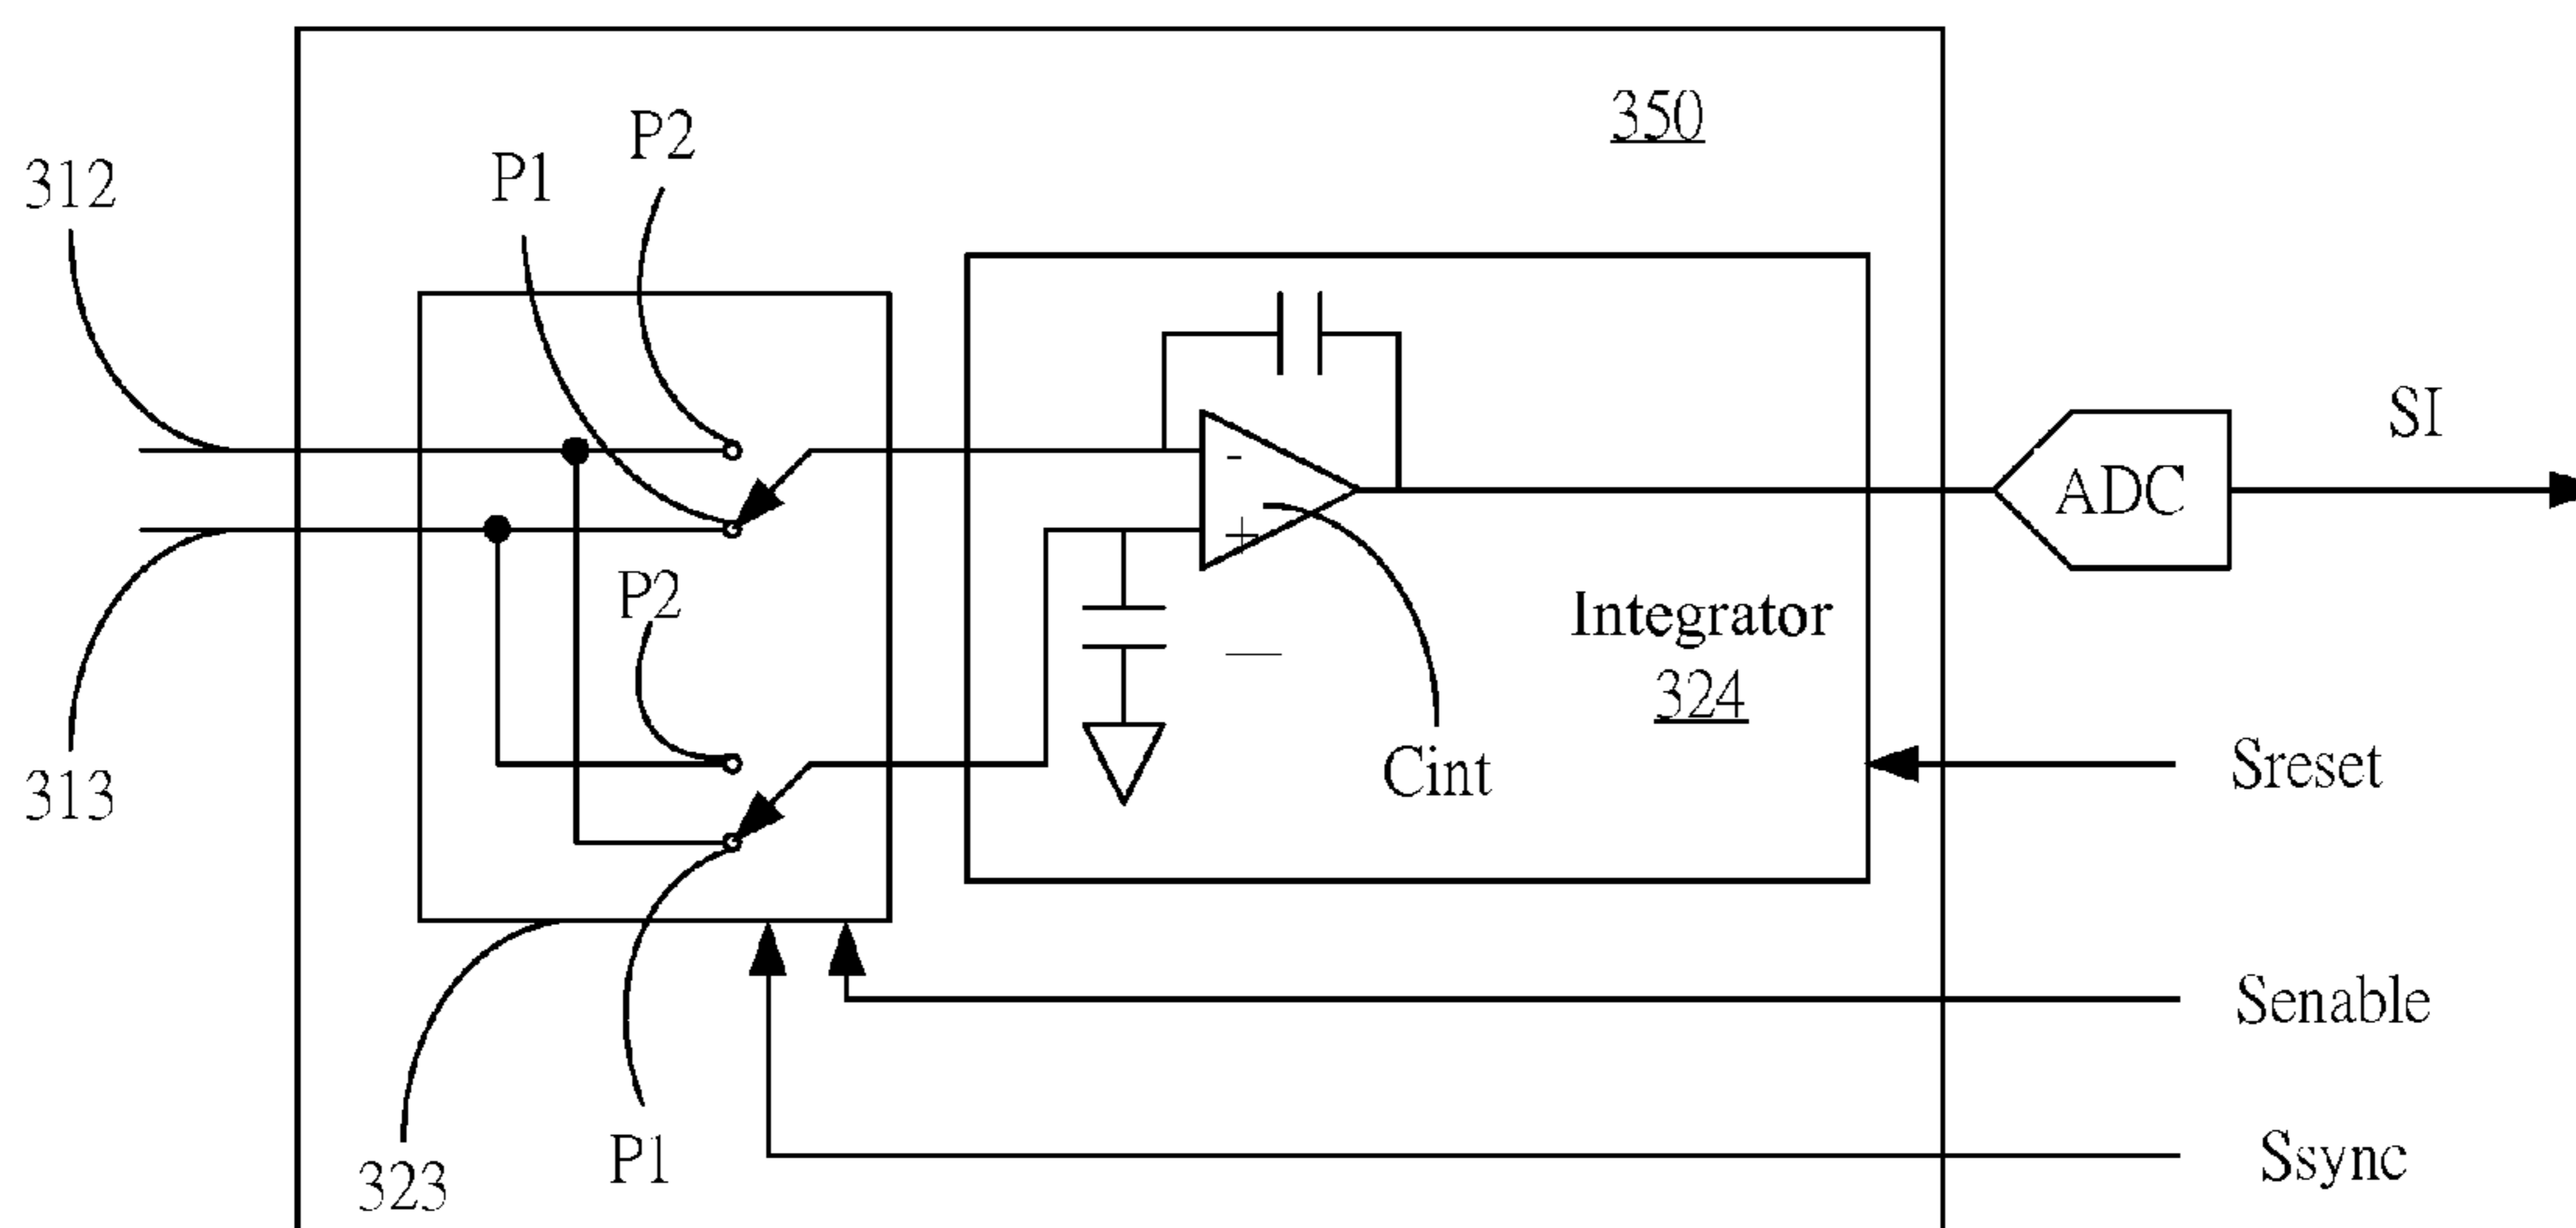 350
P2
P1
312
SI
ADC
-
+
P2
Integrator
324
313
Cint
Sreset
Senable
P1
323
Ssync